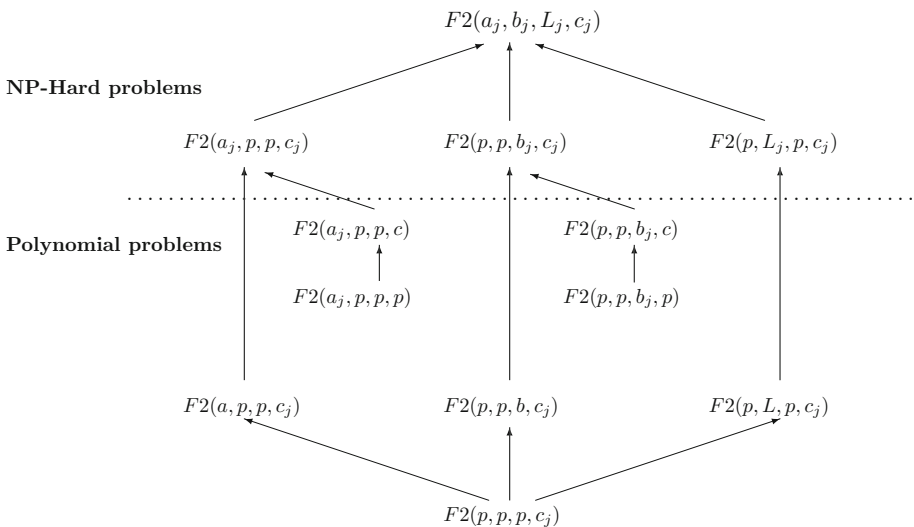 F2(a_j, b_j, L_j, c_j)
NP-Hard problems
F2(a_j, p, p, c_j) F2(p, p, b_j, c_j) F2(p, L_j, p, c_j)
F2(a_j, p, p, c) F2(p, p, b_j, c)
Polynomial problems
F2(a_j, p, p, p) F2(p, p, b_j, p)
F2(a, p, p, c_j) F2(p, p, b, c_j) F2(p, L, p, c_j)
F2(p, p, p, c_j)